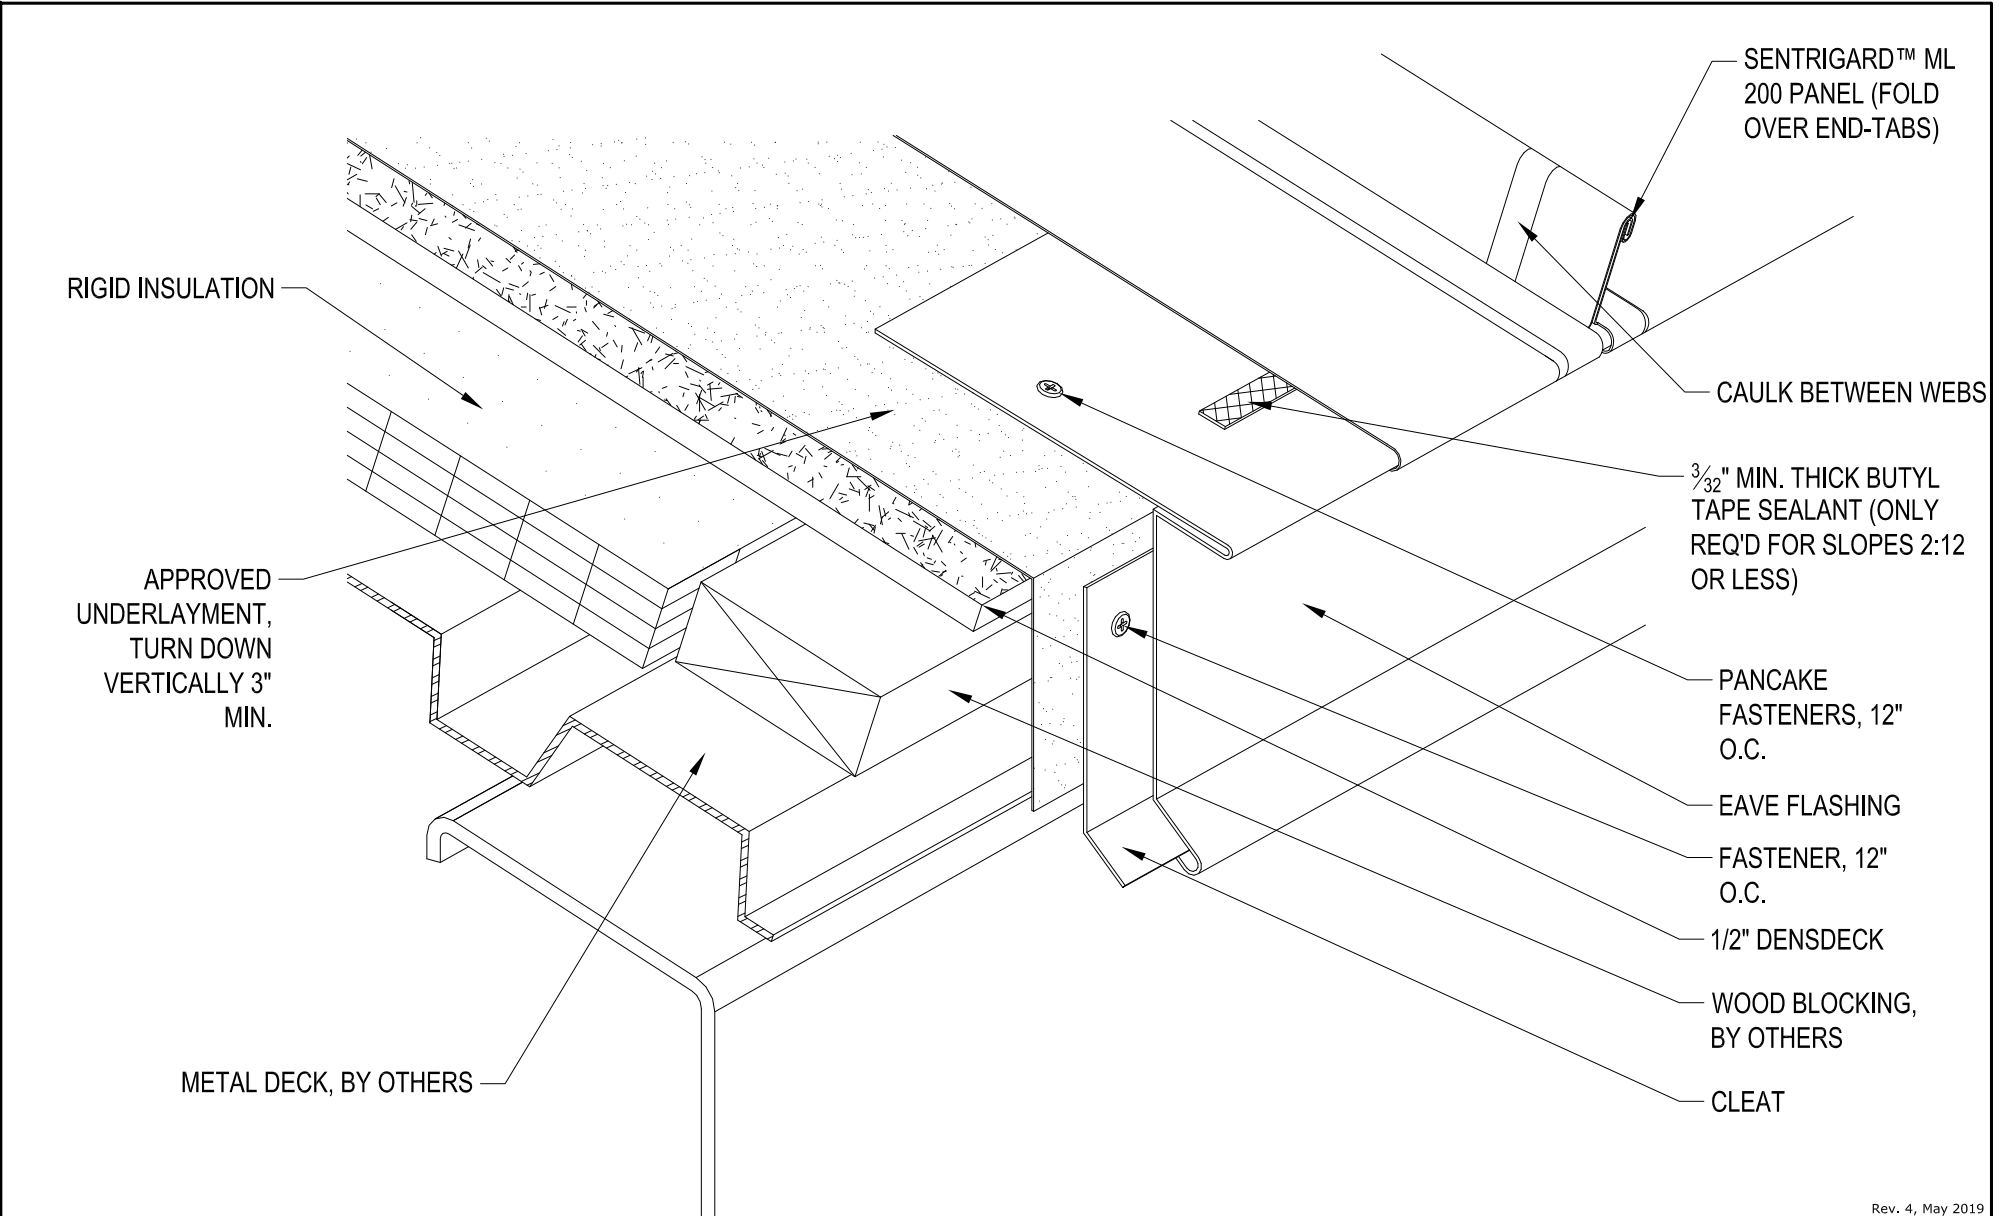 SENTRIGARD™ ML
200 PANEL (FOLD
OVER END-TABS)
RIGID INSULATION
CAULK BETWEEN WEBS
3/32" MIN. THICK BUTYL
TAPE SEALANT (ONLY
REQ'D FOR SLOPES 2:12
OR LESS)
APPROVED
UNDERLAYMENT,
TURN DOWN
VERTICALLY 3"
MIN.
PANCAKE
FASTENERS, 12"
O.C.
EAVE FLASHING
FASTENER, 12"
O.C.
1/2" DENSDECK
WOOD BLOCKING,
BY OTHERS
METAL DECK, BY OTHERS
CLEAT
Rev. 4, May 2019